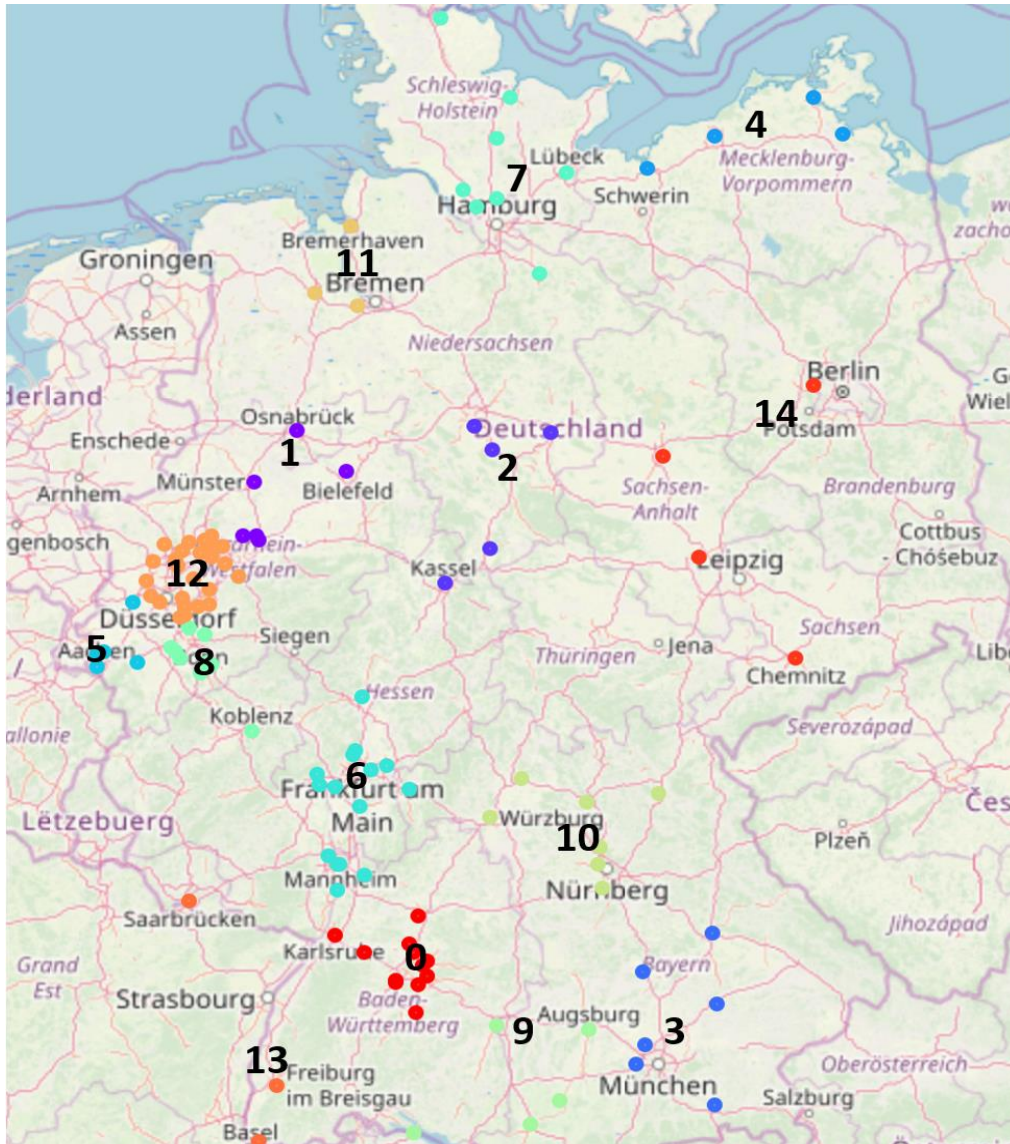 Schleswig-
Holstein
4
Lübeck
7
Mecklenburg-
Vorpommern
Schwerin
Hamburg
Bremerhaven
Groningen
11
Bremen
Assen
Niedersachsen
Berlin
derland
14
Potsdam
Osnabrück
Deutschland
Enschede
1
2
Münster
Bielefeld
Arnhem
Sachsen-
Anhalt
Brandenburg
Cottbus
- Chóśebuz
genbosch
Westfalen
12
Kassel
Leipzig
Düsseldorf
Siegen
Sachsen
Aachen
5
8
Jena
Thüringen
Chemnitz
Hessen
Koblenz
allonie
Severozápad
6
Frankfurt am
Main
Lëtzebuerg
Würzburg
10
Plzeň
Mannheim
Nürnberg
Saarbrücken
Jihozápad
Karlsruhe
0
Bayern
Grand
Est
Strasbourg
Baden-
Württemberg
9
Augsburg
3
13
Freiburg
im Breisgau
München
Oberösterreich
Salzburg
Basel